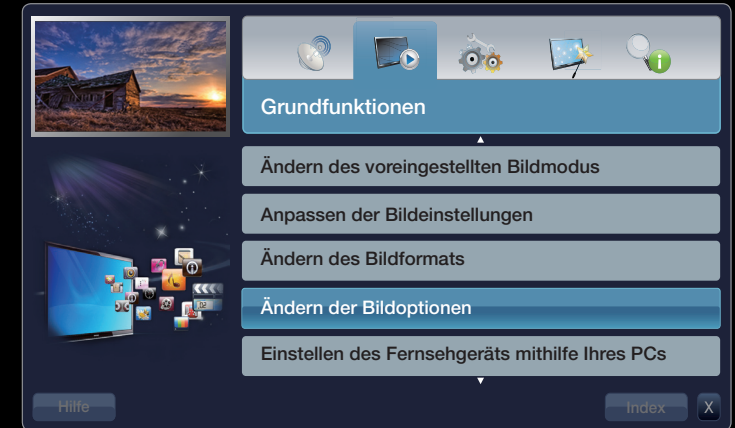 Grundfunktionen
Ändern des voreingestellten Bildmodus
Anpassen der Bildeinstellungen
Ändern des Bildformats
Ändern der Bildoptionen
Einstellen des Fernsehgeräts mithilfe Ihres PCs
Hilfe
Index
X